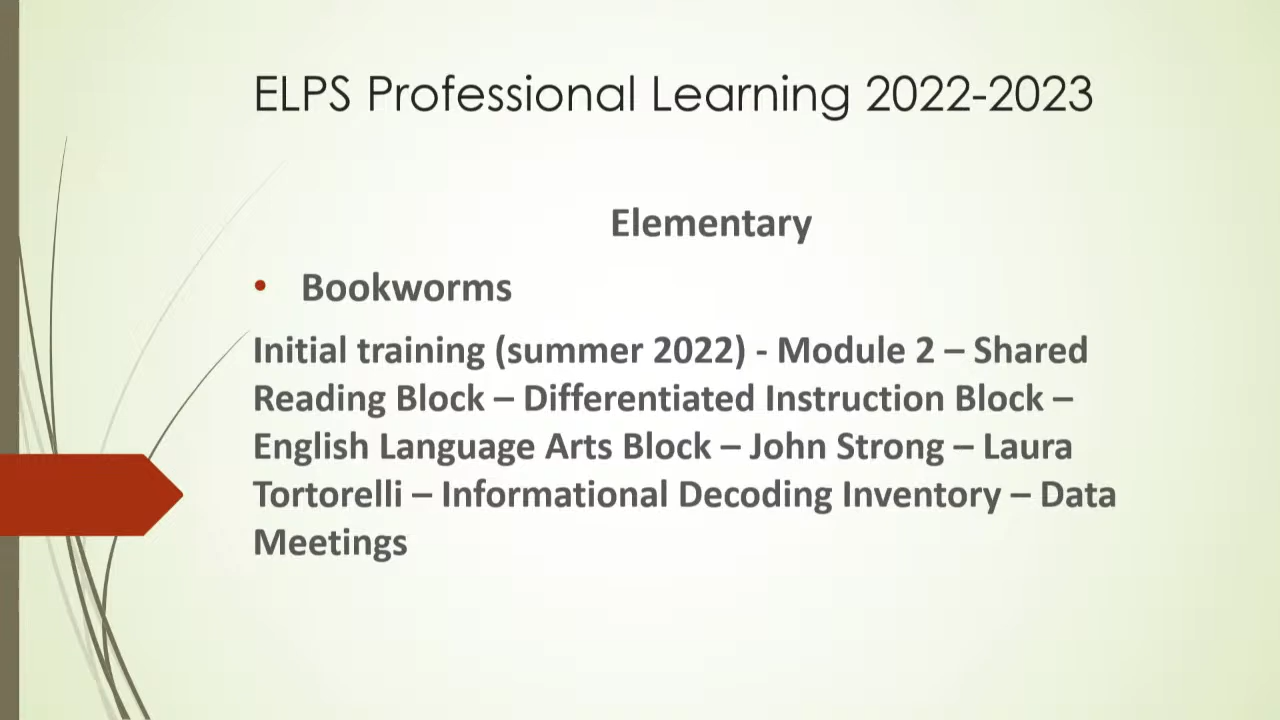 ELPS Professional Learning 2022-2023
Elementary
• Bookworms
Initial training (summer 2022) - Module 2 – Shared
Reading Block – Differentiated Instruction Block –
English Language Arts Block – John Strong – Laura
Tortorelli – Informational Decoding Inventory – Data
Meetings